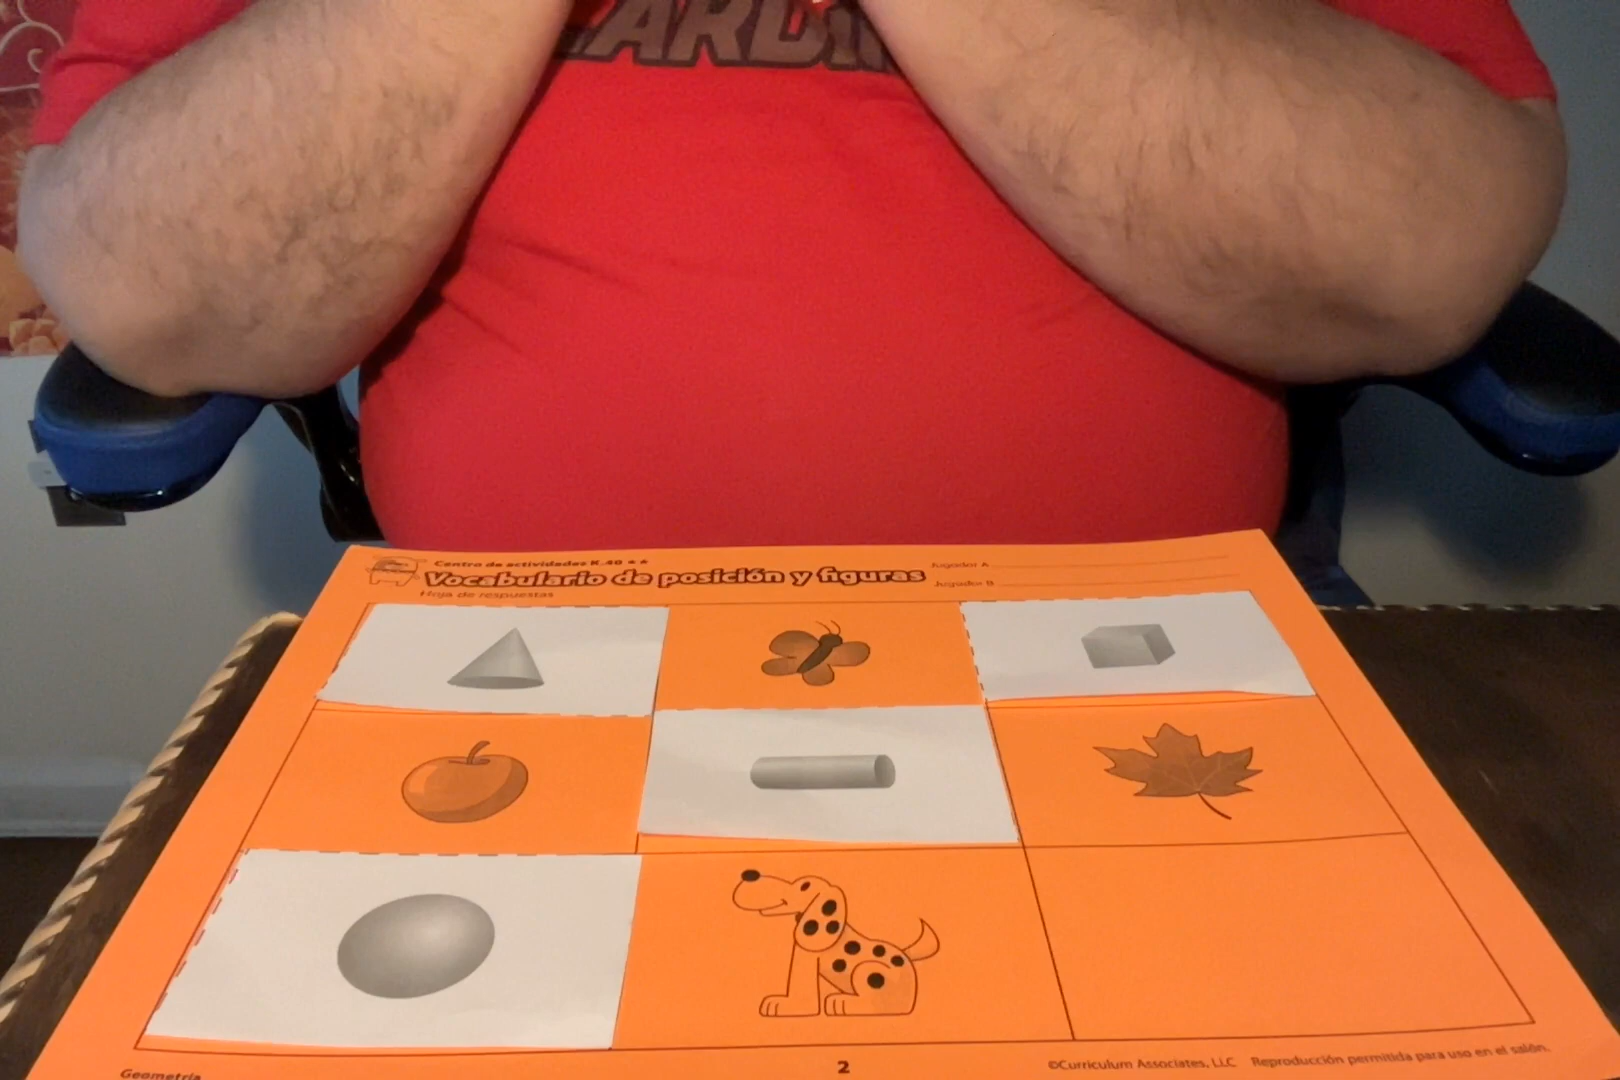 Centro de actividades K.40 ★★
Vocabulario de posición y figuras
Hoja de respuestas
Jugador A
Jugador B
2
©Curriculum Associates, LLC Reproducción permitida para uso en el salón.
Geometría